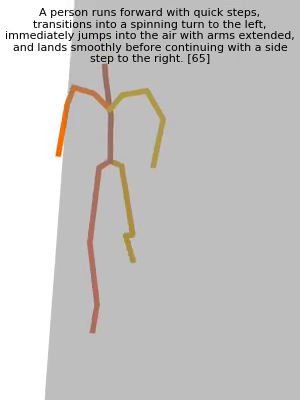 A person runs forward with quick steps,
transitions into a spinning turn to the left,
immediately jumps into the air with arms extended,
and lands smoothly before continuing with a side
step to the right. [65]